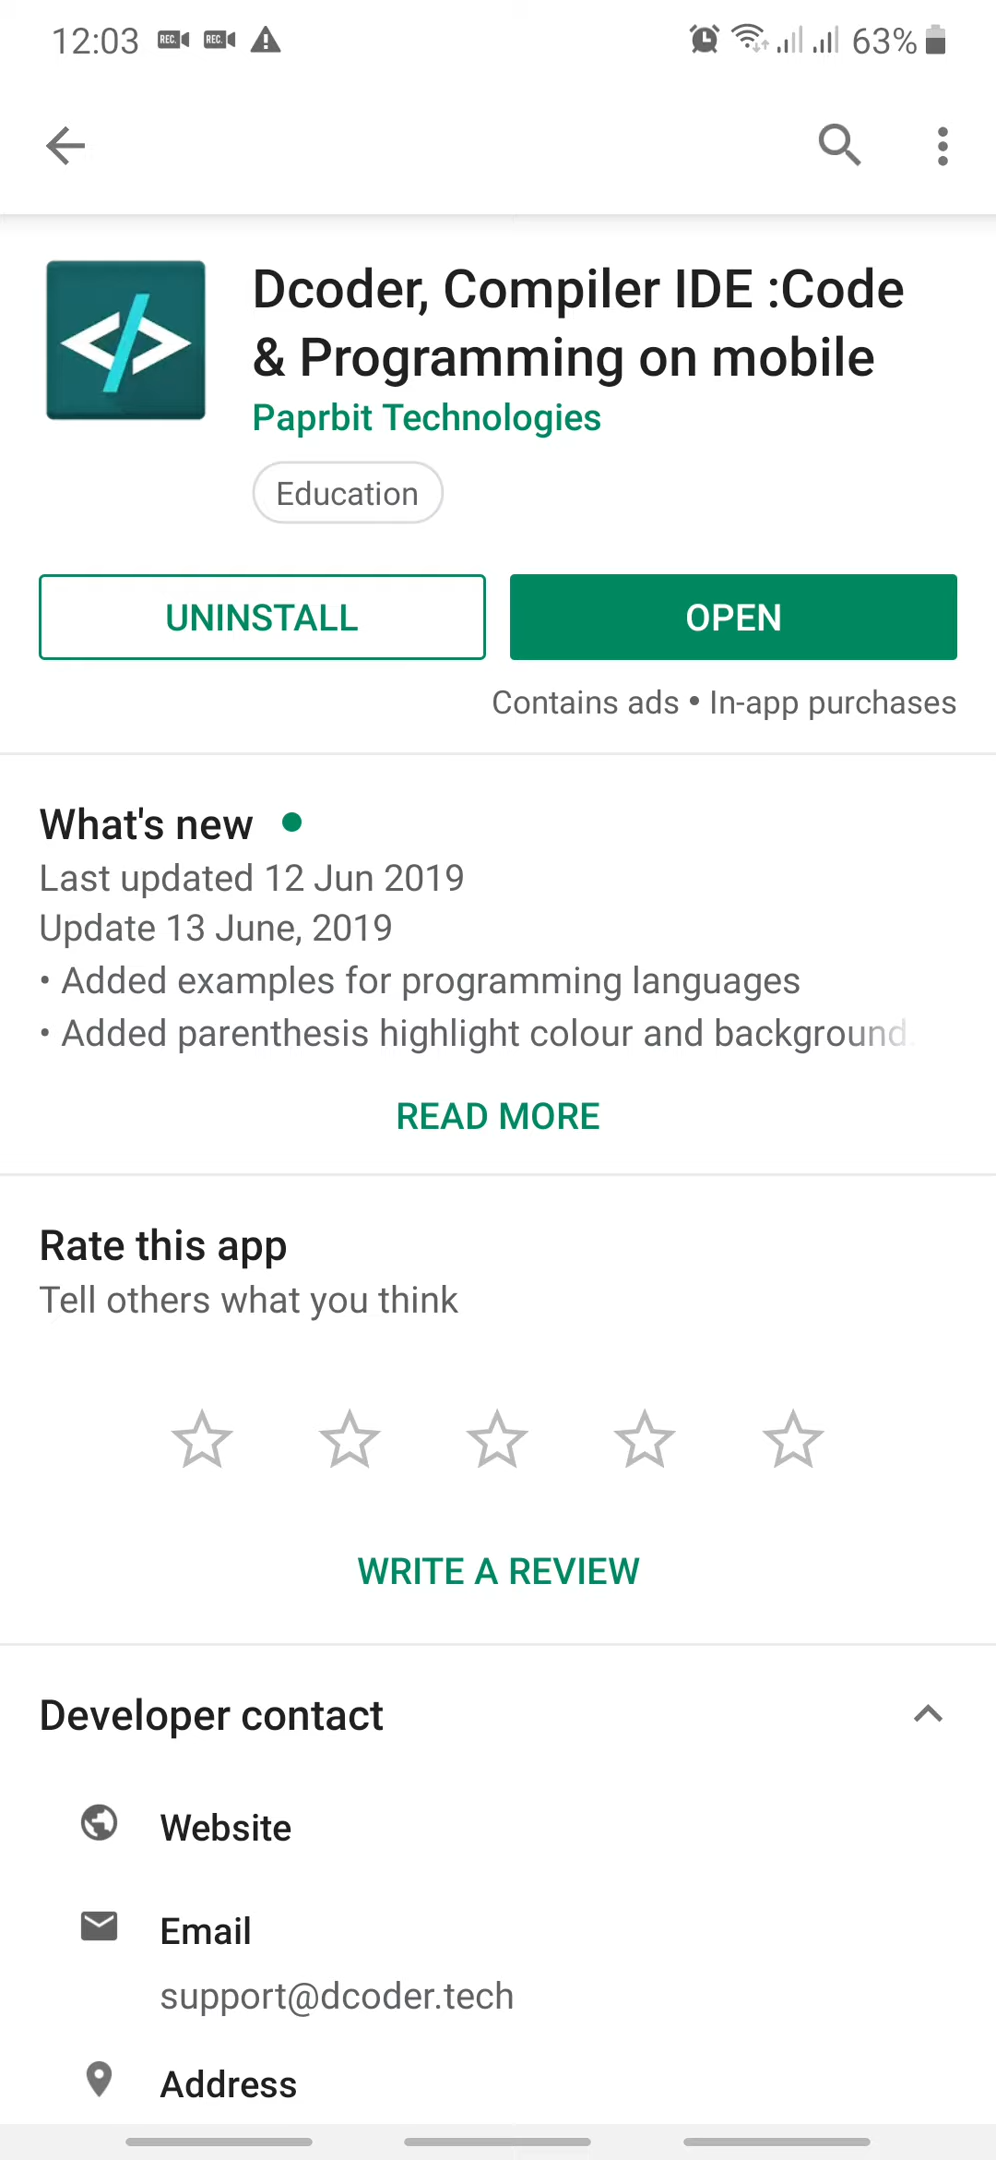 12:03 REC REC 63%
Dcoder, Compiler IDE :Code
& Programming on mobile
Paprbit Technologies
Education
UNINSTALL OPEN
Contains ads • In-app purchases
What's new
Last updated 12 Jun 2019
Update 13 June, 2019
• Added examples for programming languages
• Added parenthesis highlight colour and background.
READ MORE
Rate this app
Tell others what you think
WRITE A REVIEW
Developer contact
Website
Email
support@dcoder.tech
Address